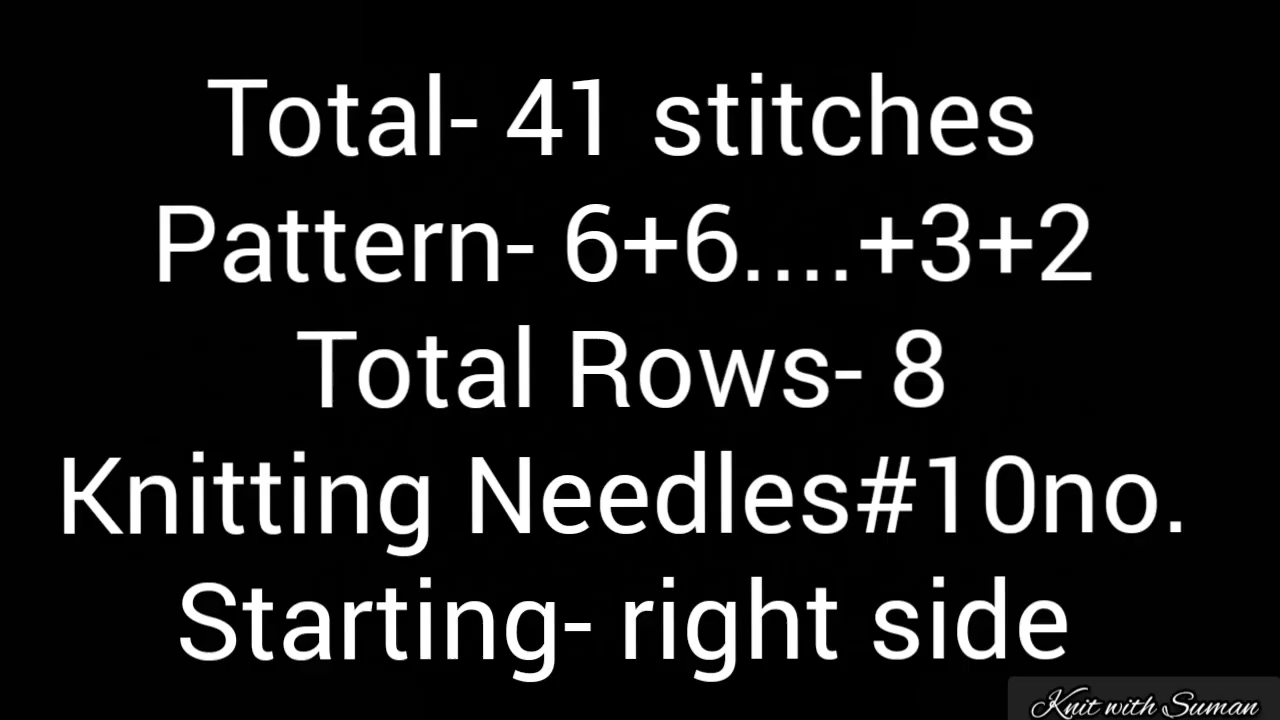 Total- 41 stitches
Pattern- 6+6....+3+2
Total Rows- 8
Knitting Needles#10no.
Starting- right side
Knit with Suman